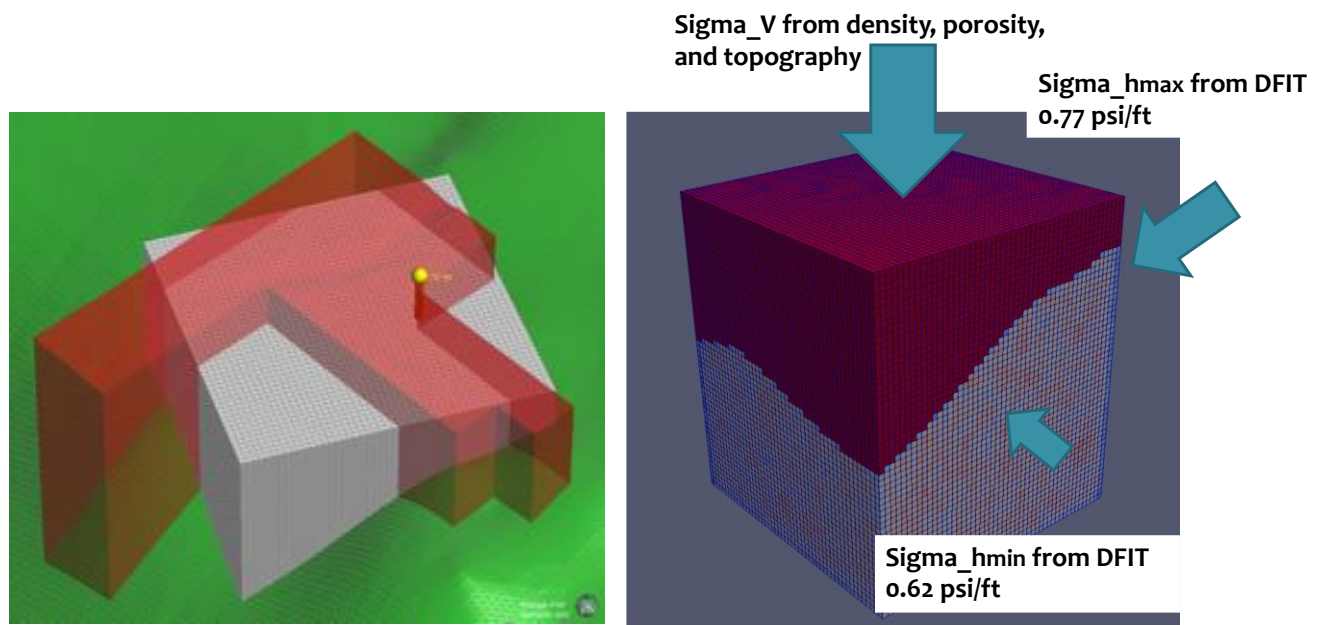 Sigma_V from density, porosity,
and topography
Sigma_hmax from DFIT
0.77 psi/ft
Sigma_hmin from DFIT
0.62 psi/ft